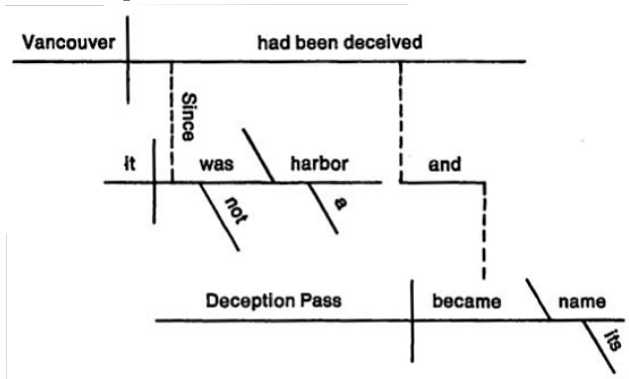 Vancouver had been deceived
Since
it was harbor and
not a
Deception Pass became name
its